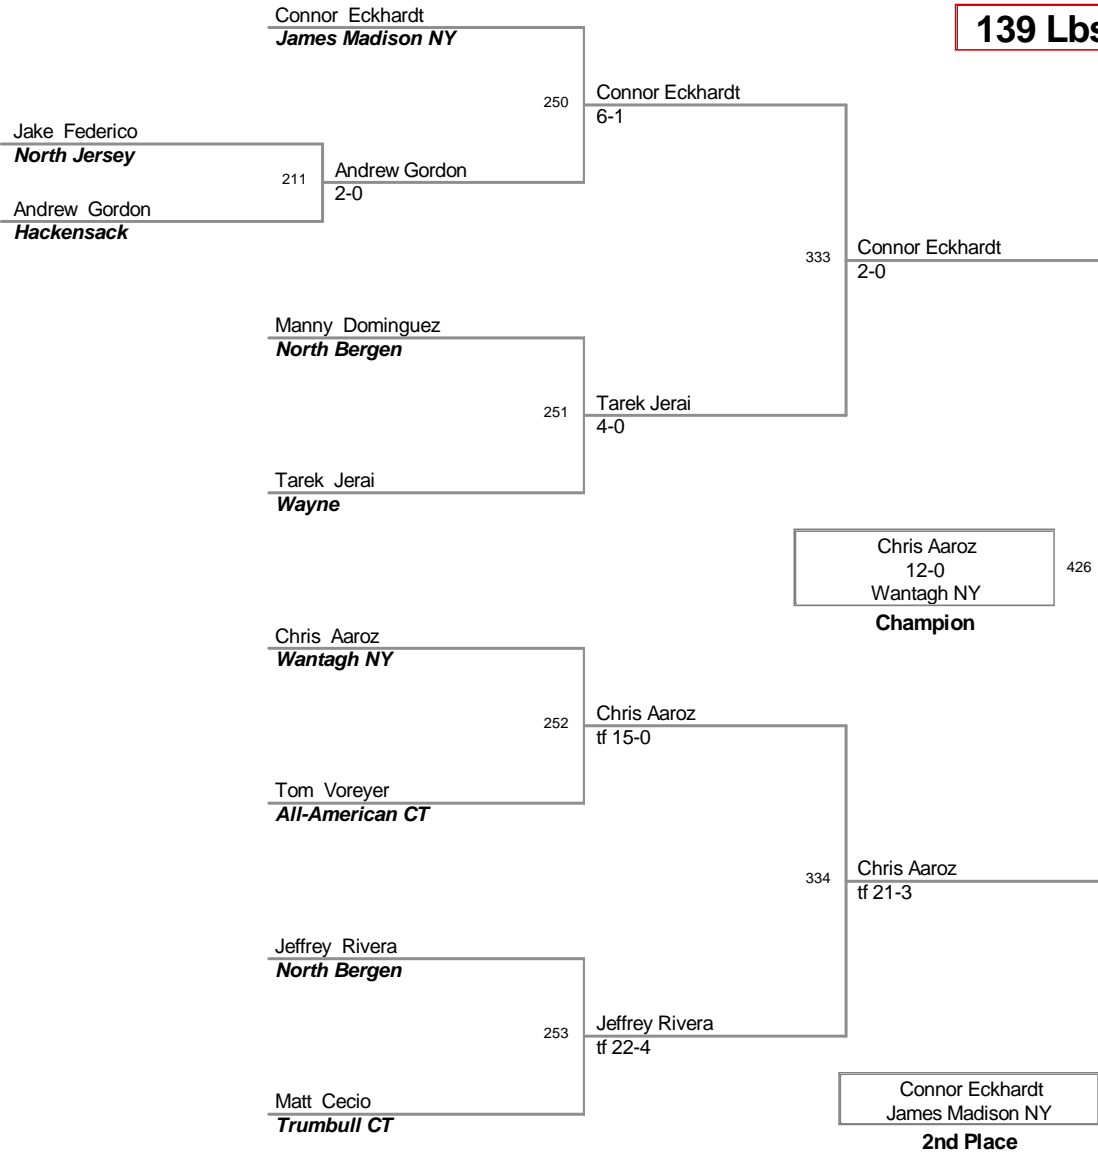 139 Lbs
Connor Eckhardt
James Madison NY
250
Connor Eckhardt
6-1
Jake Federico
North Jersey
211
Andrew Gordon
2-0
Andrew Gordon
Hackensack
333
Connor Eckhardt
2-0
Manny Dominguez
North Bergen
251
Tarek Jerai
4-0
Tarek Jerai
Wayne
Chris Aaroz
12-0
Wantagh NY
426
Champion
Chris Aaroz
Wantagh NY
252
Chris Aaroz
tf 15-0
Tom Voreyer
All-American CT
334
Chris Aaroz
tf 21-3
Jeffrey Rivera
North Bergen
253
Jeffrey Rivera
tf 22-4
Matt Cecio
Trumbull CT
Connor Eckhardt
James Madison NY
2nd Place